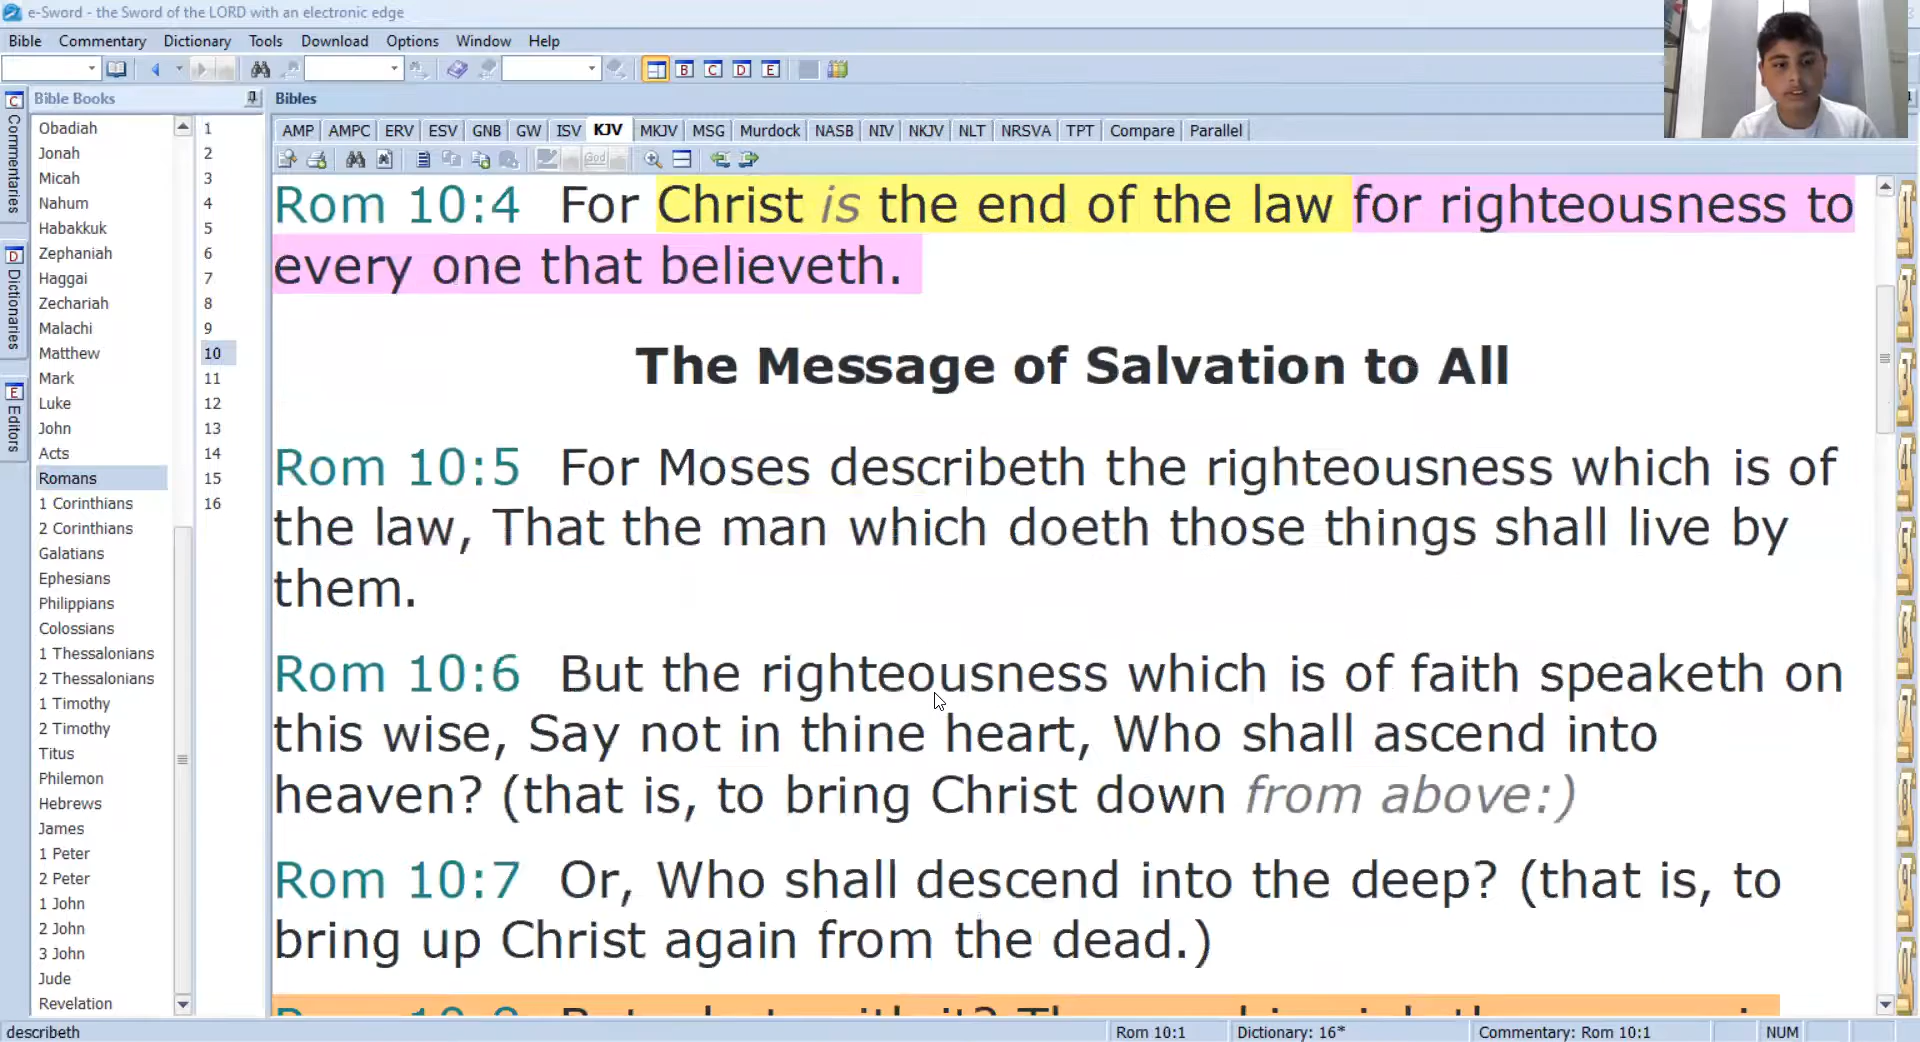 e-Sword - the Sword of the LORD with an electronic edge
Bible Commentary Dictionary Tools Download Options Window Help
B C D E
C Commentaries
D Dictionaries
E Editors
Bible Books
Obadiah
Jonah
Micah
Nahum
Habakkuk
Zephaniah
Haggai
Zechariah
Malachi
Matthew
Mark
Luke
John
Acts
Romans
1 Corinthians
2 Corinthians
Galatians
Ephesians
Philippians
Colossians
1 Thessalonians
2 Thessalonians
1 Timothy
2 Timothy
Titus
Philemon
Hebrews
James
1 Peter
2 Peter
1 John
2 John
3 John
Jude
Revelation
1
2
3
4
5
6
7
8
9
10
11
12
13
14
15
16
Bibles
AMP AMPC ERV ESV GNB GW ISV KJV MKJV MSG Murdock NASB NIV NKJV NLT NRSVA TPT Compare Parallel
God
Rom 10:4 For Christ is the end of the law for righteousness to
every one that believeth.
The Message of Salvation to All
Rom 10:5 For Moses describeth the righteousness which is of
the law, That the man which doeth those things shall live by
them.
Rom 10:6 But the righteousness which is of faith speaketh on
this wise, Say not in thine heart, Who shall ascend into
heaven? (that is, to bring Christ down from above:)
Rom 10:7 Or, Who shall descend into the deep? (that is, to
bring up Christ again from the dead.)
describeth Rom 10:1 Dictionary: 16* Commentary: Rom 10:1 NUM